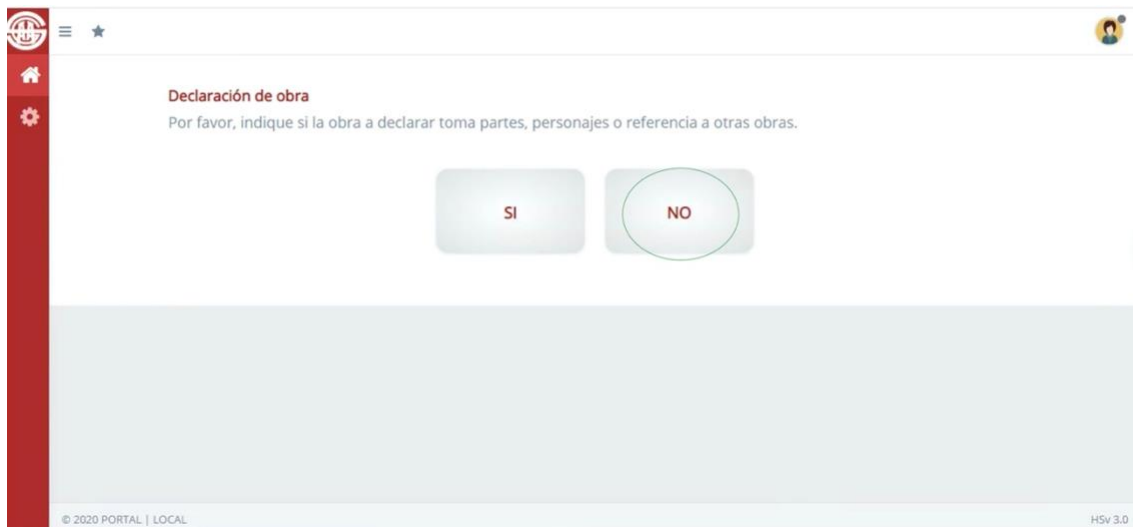 Declaración de obra
Por favor, indique si la obra a declarar toma partes, personajes o referencia a otras obras.
SI
NO
© 2020 PORTAL | LOCAL
HSv 3.0